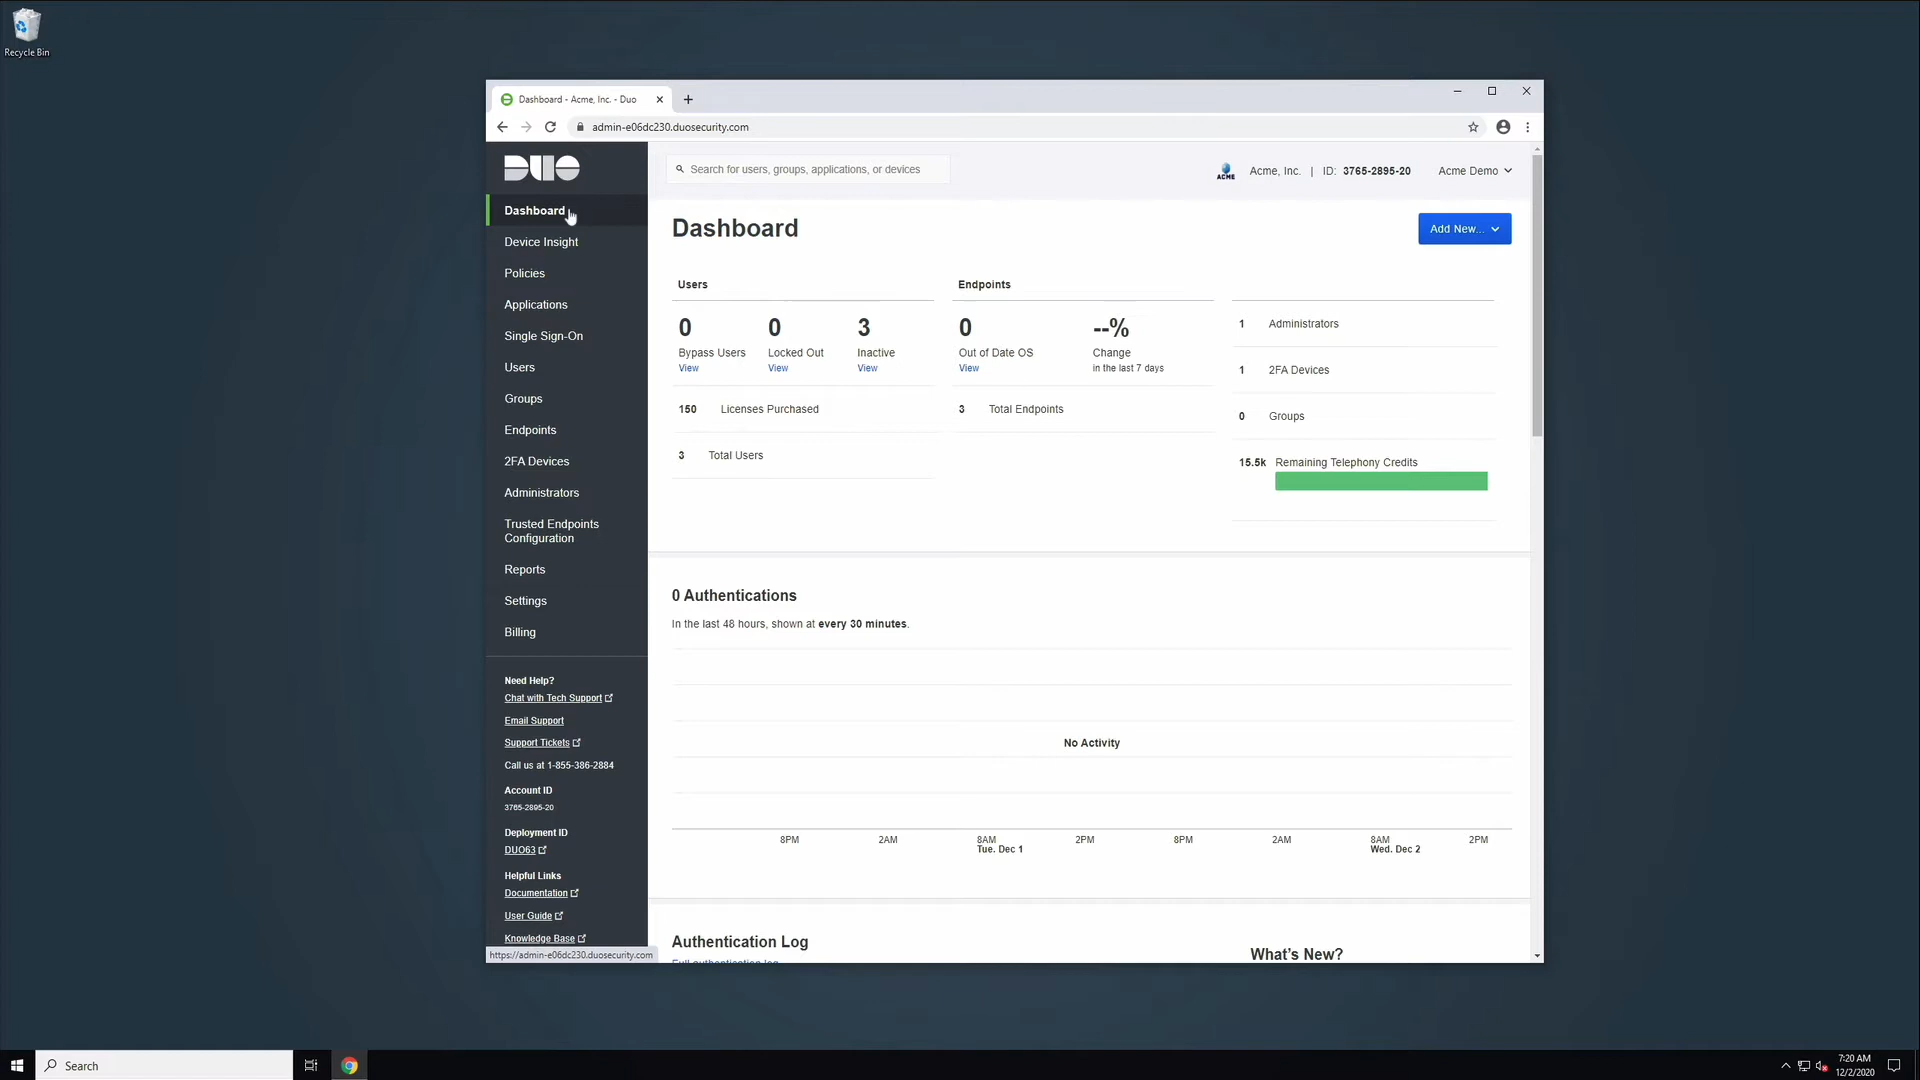 Recycle Bin
Dashboard - Acme, Inc. - Duo
admin-e06dc230.duosecurity.com
DUO
Search for users, groups, applications, or devices
ACME
Acme, Inc. | ID: 3765-2895-20
Acme Demo
Dashboard
Device Insight
Policies
Applications
Single Sign-On
Users
Groups
Endpoints
2FA Devices
Administrators
Trusted Endpoints
Configuration
Reports
Settings
Billing
Need Help?
Chat with Tech Support
Email Support
Support Tickets
Call us at 1-855-386-2884
Account ID
3765-2895-20
Deployment ID
DUO63
Helpful Links
Documentation
User Guide
Knowledge Base
https://admin-e06dc230.duosecurity.com
Dashboard
Add New...
Users
0
Bypass Users
View
0
Locked Out
View
3
Inactive
View
150 Licenses Purchased
3 Total Users
Endpoints
0
Out of Date OS
View
--%
Change
in the last 7 days
3 Total Endpoints
1 Administrators
1 2FA Devices
0 Groups
15.5k Remaining Telephony Credits
0 Authentications
In the last 48 hours, shown at every 30 minutes.
No Activity
8PM 2AM 8AM 2PM 8PM 2AM 8AM 2PM
Tue. Dec 1 Wed. Dec 2
Authentication Log
Full authentication log
What's New?
Search
7:20 AM
12/2/2020